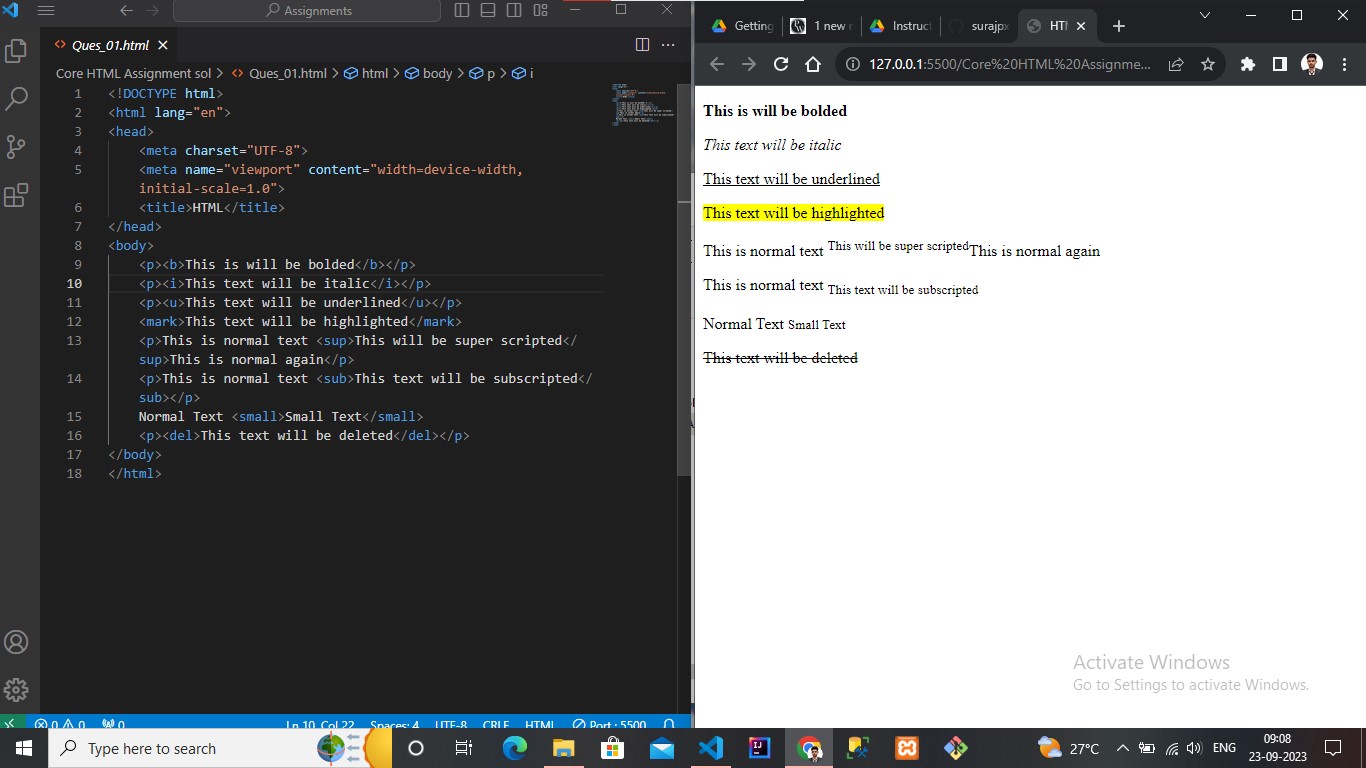 Assignments
Ques_01.html
Core HTML Assignment sol > Ques_01.html > html > body > p > i
1 <!DOCTYPE html>
2 <html lang="en">
3 <head>
4 <meta charset="UTF-8">
5 <meta name="viewport" content="width=device-width,
initial-scale=1.0">
6 <title>HTML</title>
7 </head>
8 <body>
9 <p><b>This is will be bolded</b></p>
10 <p><i>This text will be italic</i></p>
11 <p><u>This text will be underlined</u></p>
12 <mark>This text will be highlighted</mark>
13 <p>This is normal text <sup>This will be super scripted</
sup>This is normal again</p>
14 <p>This is normal text <sub>This text will be subscripted</
sub></p>
15 Normal Text <small>Small Text</small>
16 <p><del>This text will be deleted</del></p>
17 </body>
18 </html>
0 0 0 Ln 10, Col 22 Spaces: 4 UTF-8 CRLF HTML Port : 5500
Getting 1 new Instruct surajpx HTM
127.0.0.1:5500/Core%20HTML%20Assignme...
This is will be bolded
This text will be italic
This text will be underlined
This text will be highlighted
This is normal text This will be super scriptedThis is normal again
This is normal text This text will be subscripted
Normal Text Small Text
This text will be deleted
Activate Windows
Go to Settings to activate Windows.
Type here to search
27°C ENG 09:08
23-09-2023